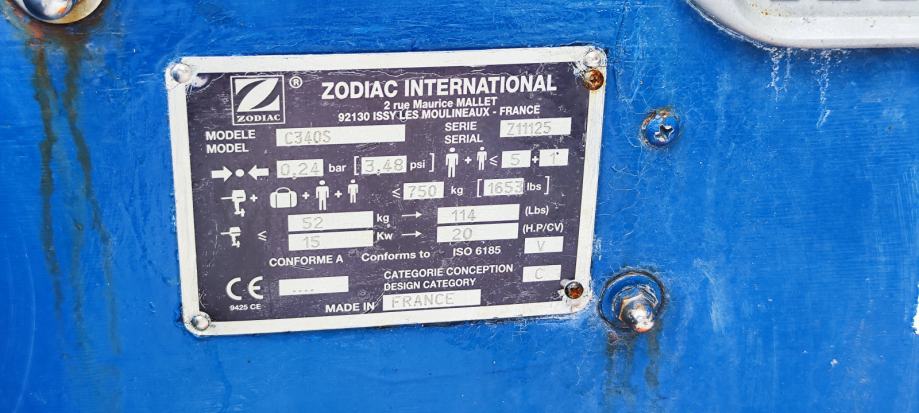 ZODIAC
®
ZODIAC INTERNATIONAL
2 rue Maurice MALLET
92130 ISSY LES MOULINEAUX - FRANCE
MODELE
MODEL
C340S
SERIE
SERIAL
Z11125
0,24 bar [3,48 psi]
≤ 5 + 1
+ + + ≤ 750 kg [1653 lbs]
≤ 52 kg → 114 (Lbs)
15 Kw → 20 (H.P/CV)
CONFORME A Conforms to ISO 6185 V
CE
9425 CE
....
CATEGORIE CONCEPTION
DESIGN CATEGORY
C
MADE IN FRANCE